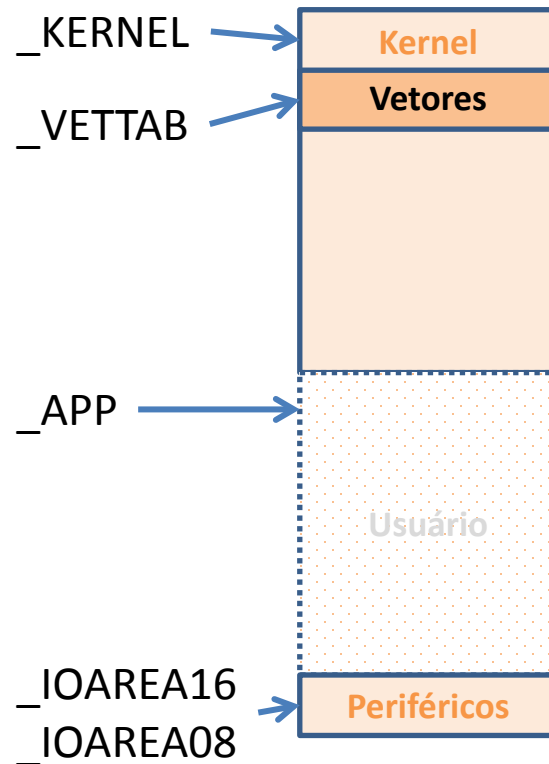 _KERNEL
Kernel
Vetores
_VETTAB
_APP
Usuário
_IOAREA16
Periféricos
_IOAREA08